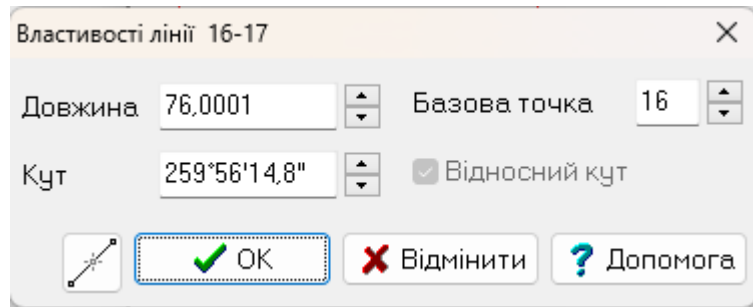 Властивості лінії 16-17
Довжина 76,0001 Базова точка 16
Кут 259°56'14,8" Відносний кут
OK Відмінити ? Допомога